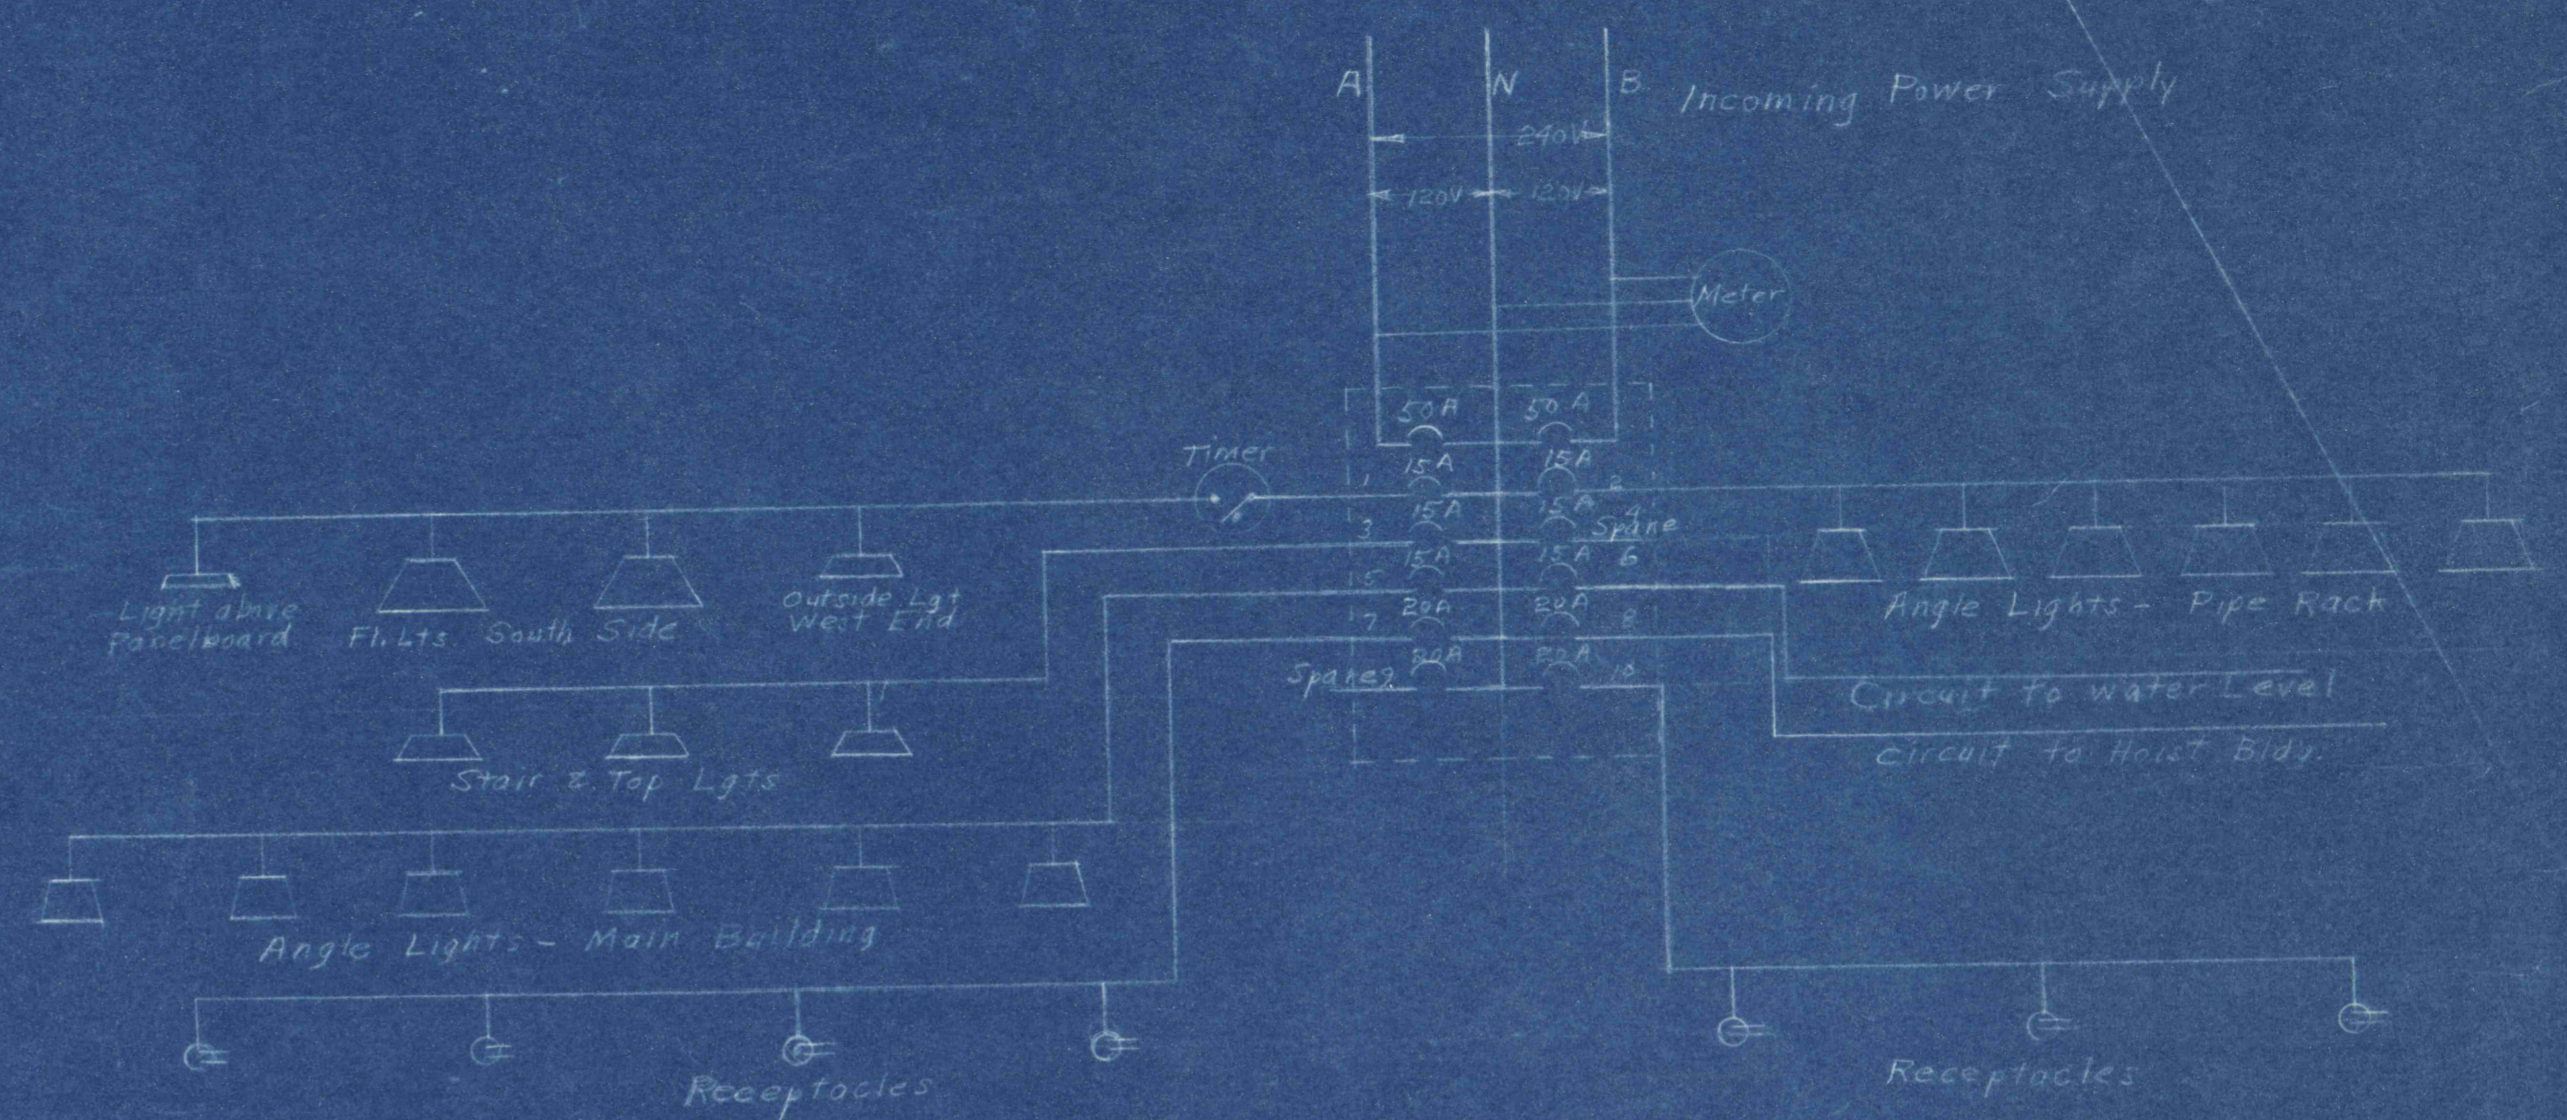 A N B Incoming Power Supply
240V
120V 120V
Meter
50A 50A
Timer
15A 15A
1 2
15A 15A 4
3 Spare
15A 15A 6
5
20A 20A
7 8
20A 20A
Spare 9 10
Light above
Panelboard
Fl. Lts. South Side
Outside Lgt
West End
Angle Lights - Pipe Rack
Circuit to water Level
Circuit to Hoist Bldg.
Stair & Top Lgts
Angle Lights - Main Building
Receptacles
Receptacles